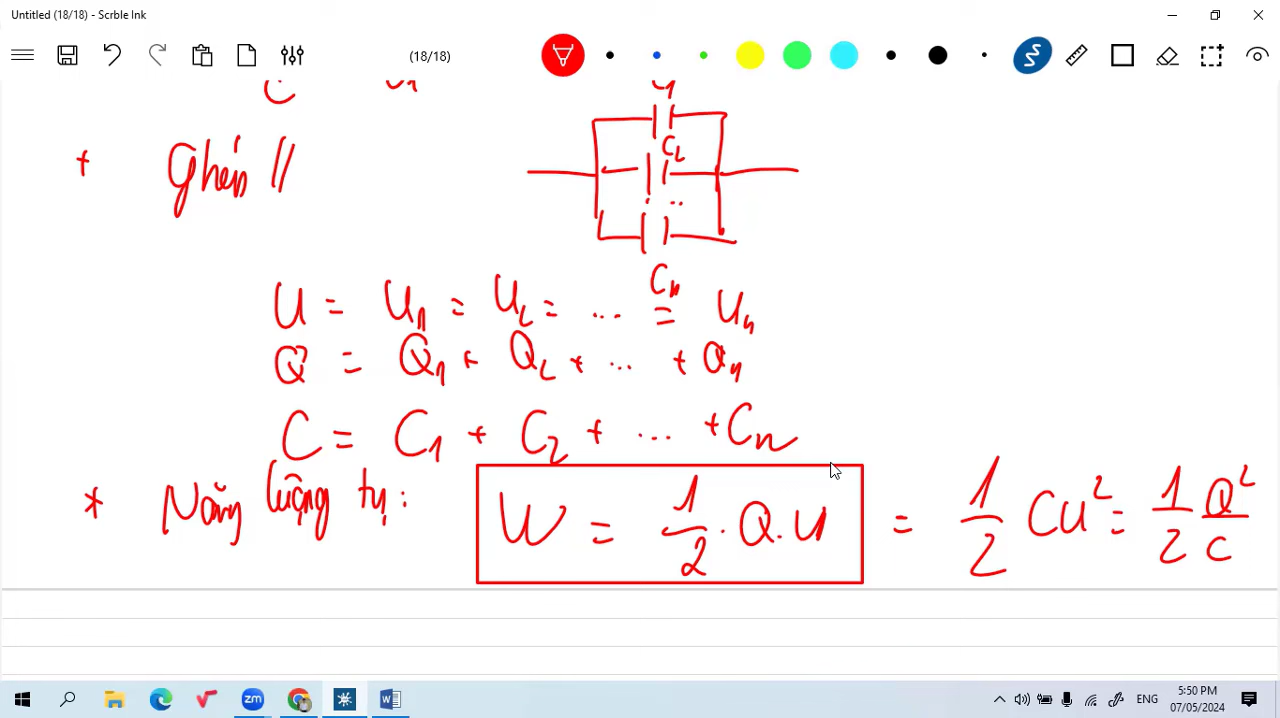 Untitled (18/18) - Scrble Ink
(18/18)
+ Ghép //
C₂
..
Cₙ
U = U₁ = U₂ = ... = Uₙ
Q = Q₁ + Q₂ + ... + Qₙ
C = C₁ + C₂ + ... + Cₙ
* Năng lượng tụ: W = 1/2 . Q.U = 1/2 CU² = 1/2 Q²/C
zm
ENG
5:50 PM
07/05/2024